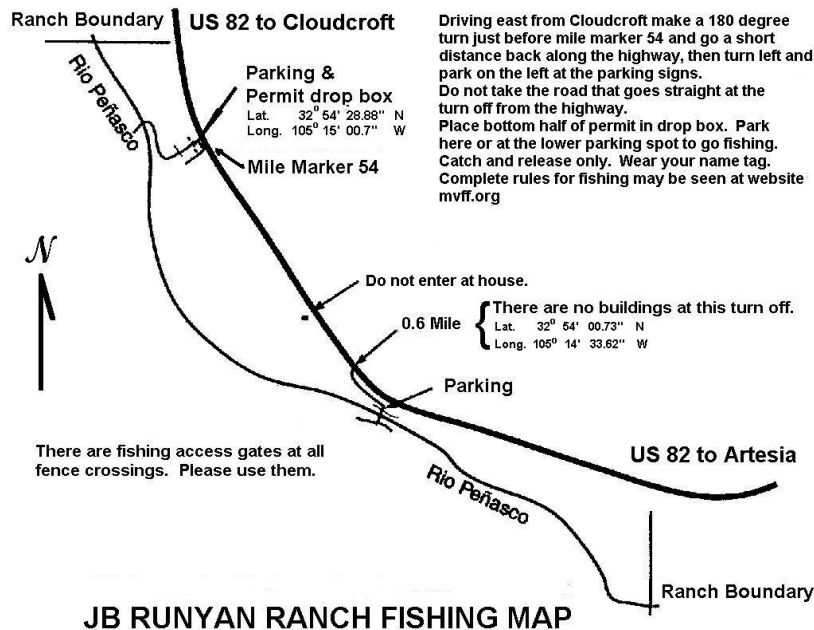 Ranch Boundary
US 82 to Cloudcroft
Driving east from Cloudcroft make a 180 degree
turn just before mile marker 54 and go a short
distance back along the highway, then turn left and
park on the left at the parking signs.
Do not take the road that goes straight at the
turn off from the highway.
Place bottom half of permit in drop box. Park
here or at the lower parking spot to go fishing.
Catch and release only. Wear your name tag.
Complete rules for fishing may be seen at website
mvff.org
Rio Peñasco
Parking &
Permit drop box
Lat. 32⁰ 54' 28.88" N
Long. 105⁰ 15' 00.7" W
Mile Marker 54
N
Do not enter at house.
0.6 Mile
There are no buildings at this turn off.
Lat. 32⁰ 54' 00.73" N
Long. 105⁰ 14' 33.62" W
Parking
There are fishing access gates at all
fence crossings. Please use them.
US 82 to Artesia
Rio Peñasco
Ranch Boundary
JB RUNYAN RANCH FISHING MAP